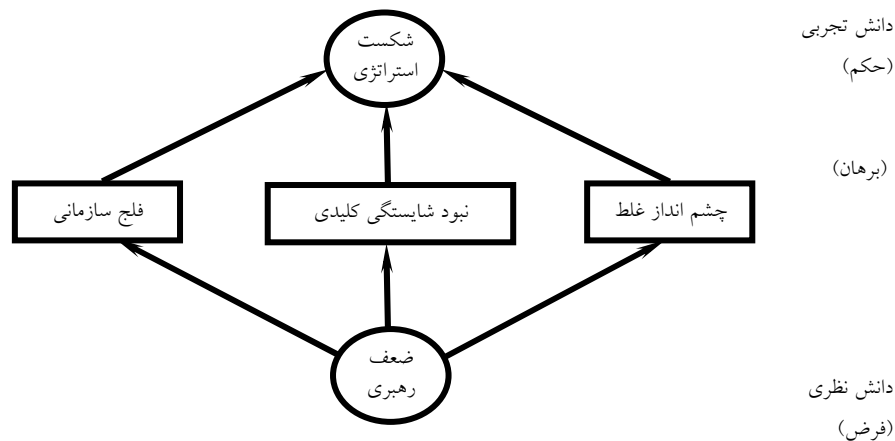 شکست
استراتژی
دانش تجربی
(حکم)
(برهان)
چشم انداز غلط
نبود شایستگی کلیدی
فلج سازمانی
ضعف
رهبری
دانش نظری
(فرض)